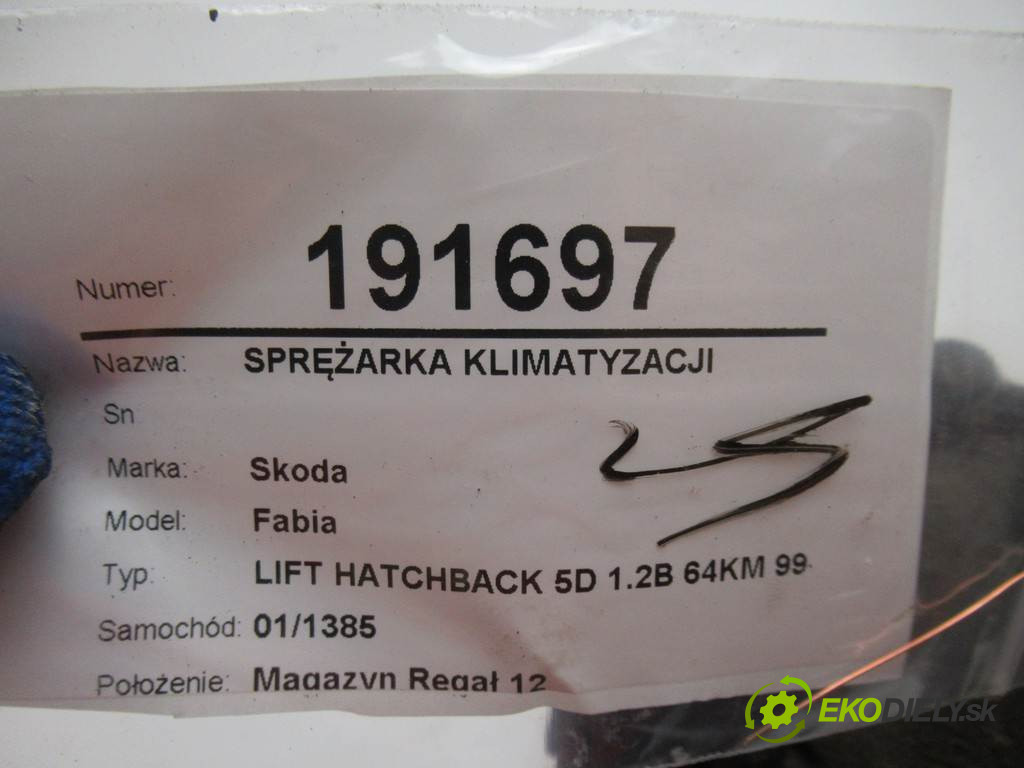 Numer: 191697
Nazwa: SPRĘŻARKA KLIMATYZACJI
Sn
Marka: Skoda
Model: Fabia
Typ: LIFT HATCHBACK 5D 1.2B 64KM 99-
Samochód: 01/1385
Położenie: Magazyn Regał 12
EKODIELY.sk